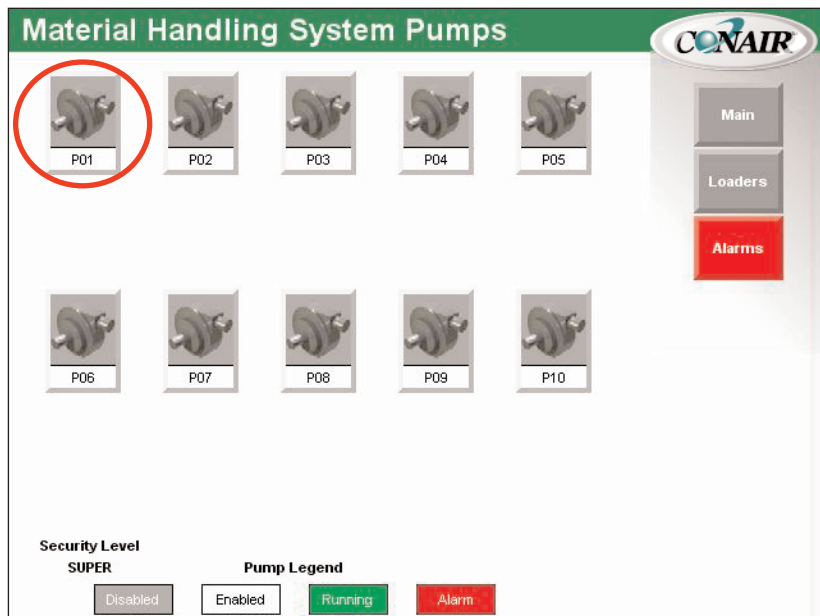 Material Handling System Pumps
CONAIR
P01
P02
P03
P04
P05
Main
Loaders
Alarms
P06
P07
P08
P09
P10
Security Level
SUPER
Pump Legend
Disabled
Enabled
Running
Alarm